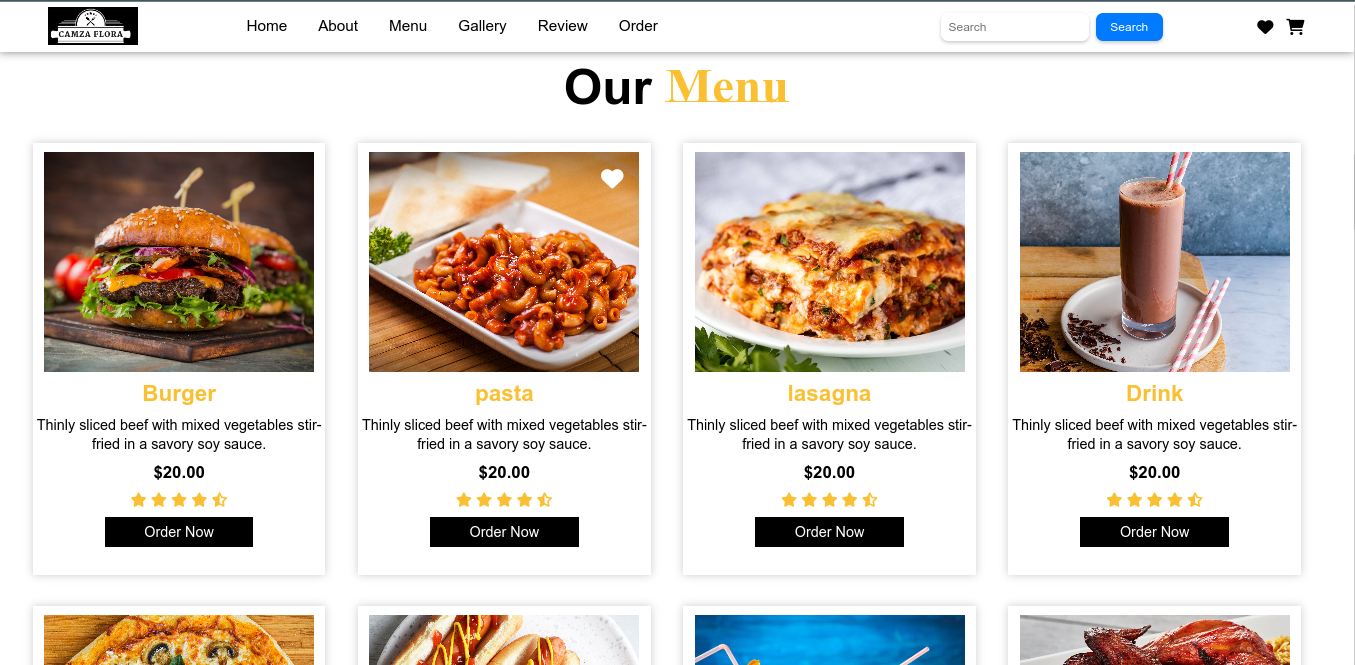 CAMZA FLORA
Home
About
Menu
Gallery
Review
Order
Search
Search
Our Menu
Burger
Thinly sliced beef with mixed vegetables stir-
fried in a savory soy sauce.
$20.00
Order Now
pasta
Thinly sliced beef with mixed vegetables stir-
fried in a savory soy sauce.
$20.00
Order Now
lasagna
Thinly sliced beef with mixed vegetables stir-
fried in a savory soy sauce.
$20.00
Order Now
Drink
Thinly sliced beef with mixed vegetables stir-
fried in a savory soy sauce.
$20.00
Order Now